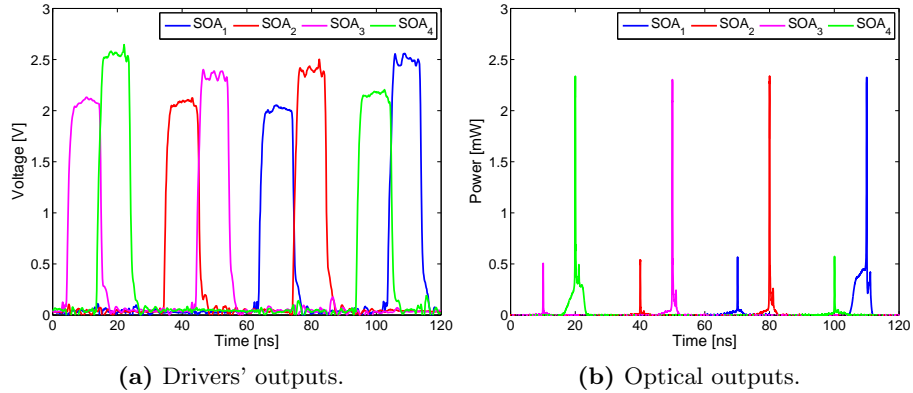 SOA1 SOA2 SOA3 SOA4
3
2.5
2
1.5
1
0.5
0
Voltage [V]
0 20 40 60 80 100 120
Time [ns]
(a) Drivers' outputs.
SOA1 SOA2 SOA3 SOA4
3
2.5
2
1.5
1
0.5
0
Power [mW]
0 20 40 60 80 100 120
Time [ns]
(b) Optical outputs.